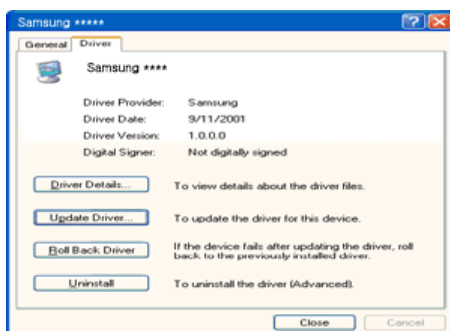 Samsung *****
General Driver
Samsung ****
Driver Provider: Samsung
Driver Date: 9/11/2001
Driver Version: 1.0.0.0
Digital Signer: Not digitally signed
Driver Details... To view details about the driver files.
Update Driver... To update the driver for this device.
Roll Back Driver If the device fails after updating the driver, roll
back to the previously installed driver.
Uninstall To uninstall the driver (Advanced).
Close Cancel